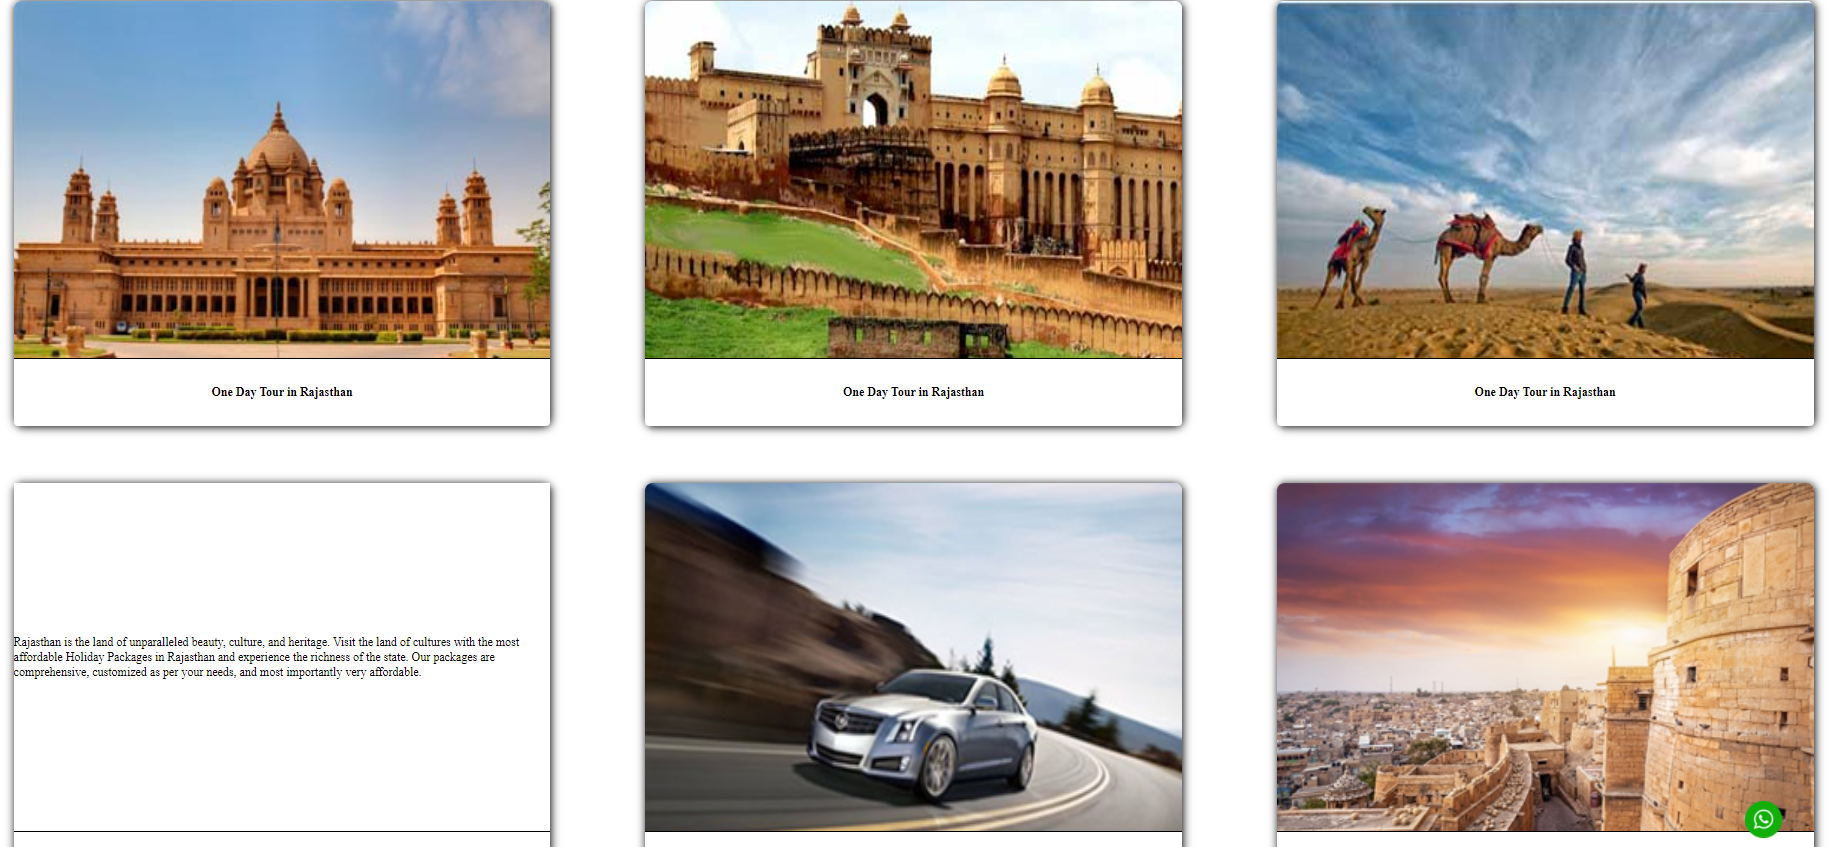 One Day Tour in Rajasthan
One Day Tour in Rajasthan
One Day Tour in Rajasthan
Rajasthan is the land of unparalleled beauty, culture, and heritage. Visit the land of cultures with the most
affordable Holiday Packages in Rajasthan and experience the richness of the state. Our packages are
comprehensive, customized as per your needs, and most importantly very affordable.